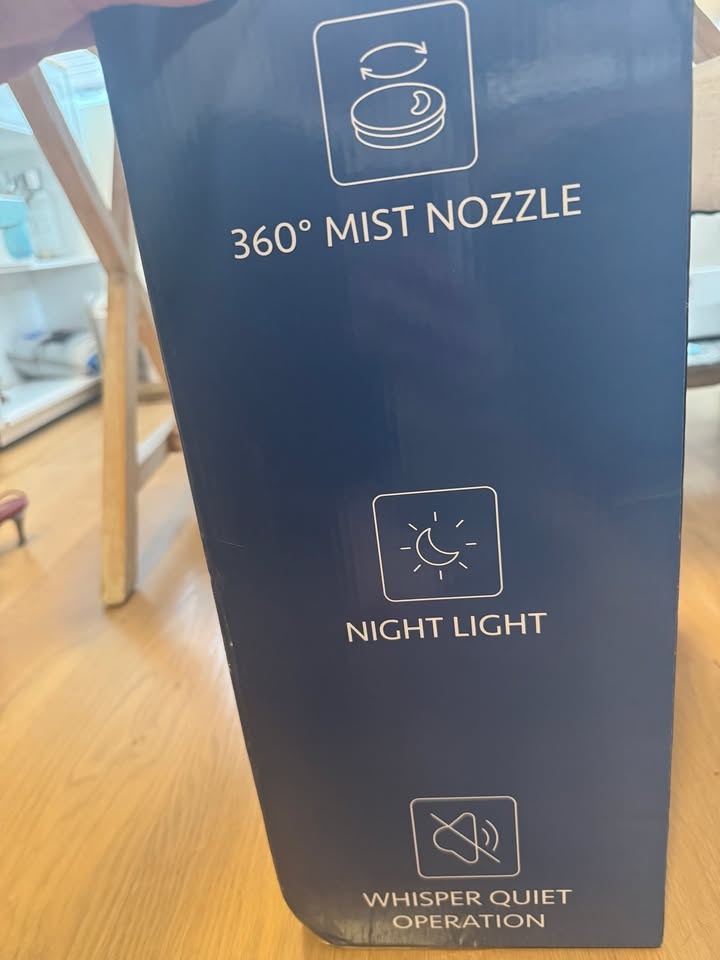 360° MIST NOZZLE
NIGHT LIGHT
WHISPER QUIET
OPERATION